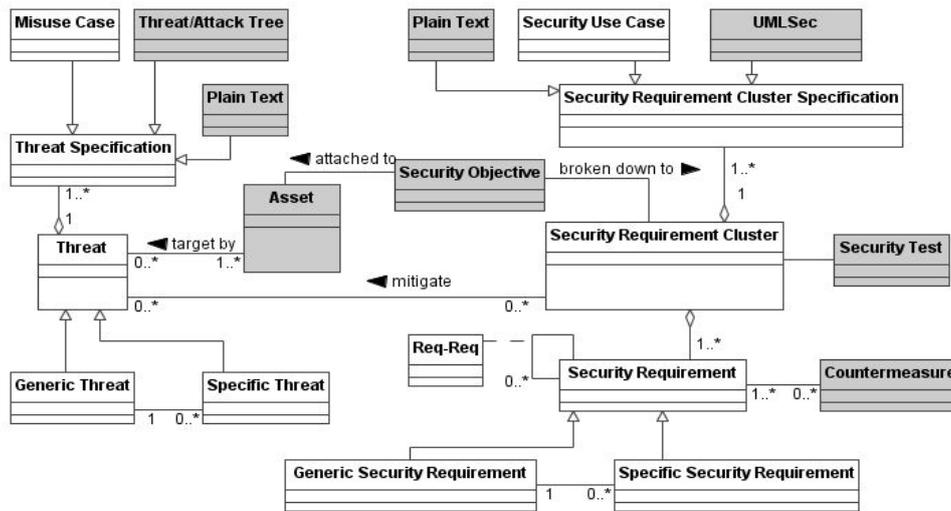 Misuse Case
Threat/Attack Tree
Plain Text
Security Use Case
UMLSec
Plain Text
Security Requirement Cluster Specification
Threat Specification
attached to
Security Objective
broken down to
1..*
1..*
1
Asset
1
Threat
target by
0..*
1..*
Security Requirement Cluster
Security Test
mitigate
0..*
0..*
Req-Req
1..*
0..*
Security Requirement
Countermeasure
1..*
0..*
Generic Threat
Specific Threat
1
0..*
Generic Security Requirement
Specific Security Requirement
1
0..*